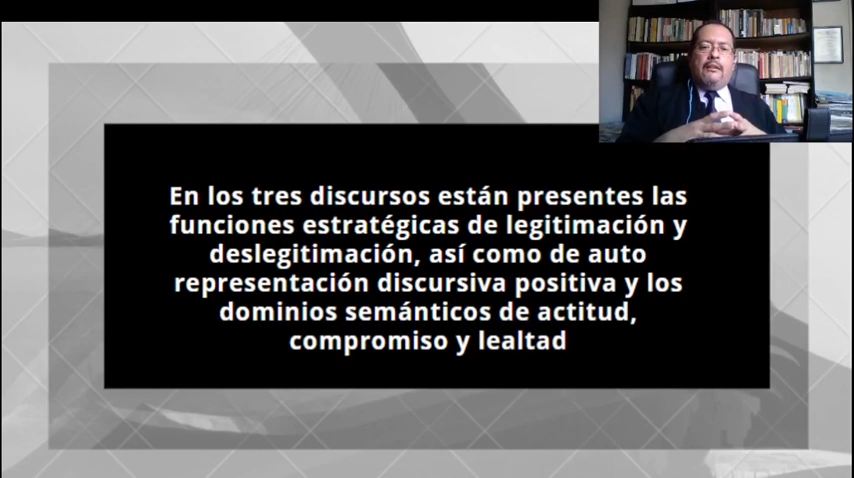 En los tres discursos están presentes las
funciones estratégicas de legitimación y
deslegitimación, así como de auto
representación discursiva positiva y los
dominios semánticos de actitud,
compromiso y lealtad